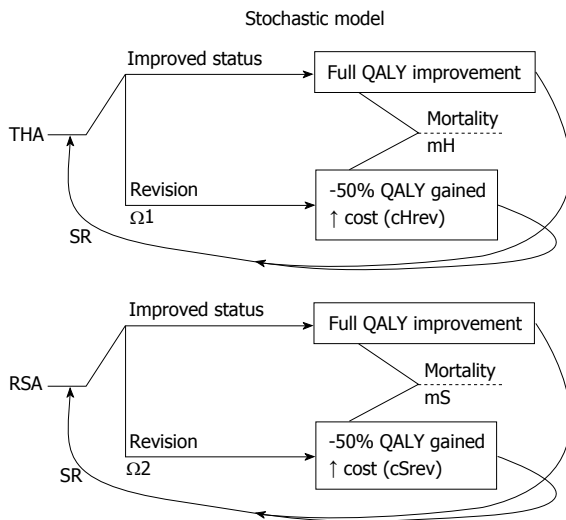 Stochastic model
Improved status
Full QALY improvement
THA
Mortality
mH
Revision
Ω1
-50% QALY gained
↑ cost (cHrev)
SR
Improved status
Full QALY improvement
RSA
Mortality
mS
Revision
Ω2
-50% QALY gained
↑ cost (cSrev)
SR